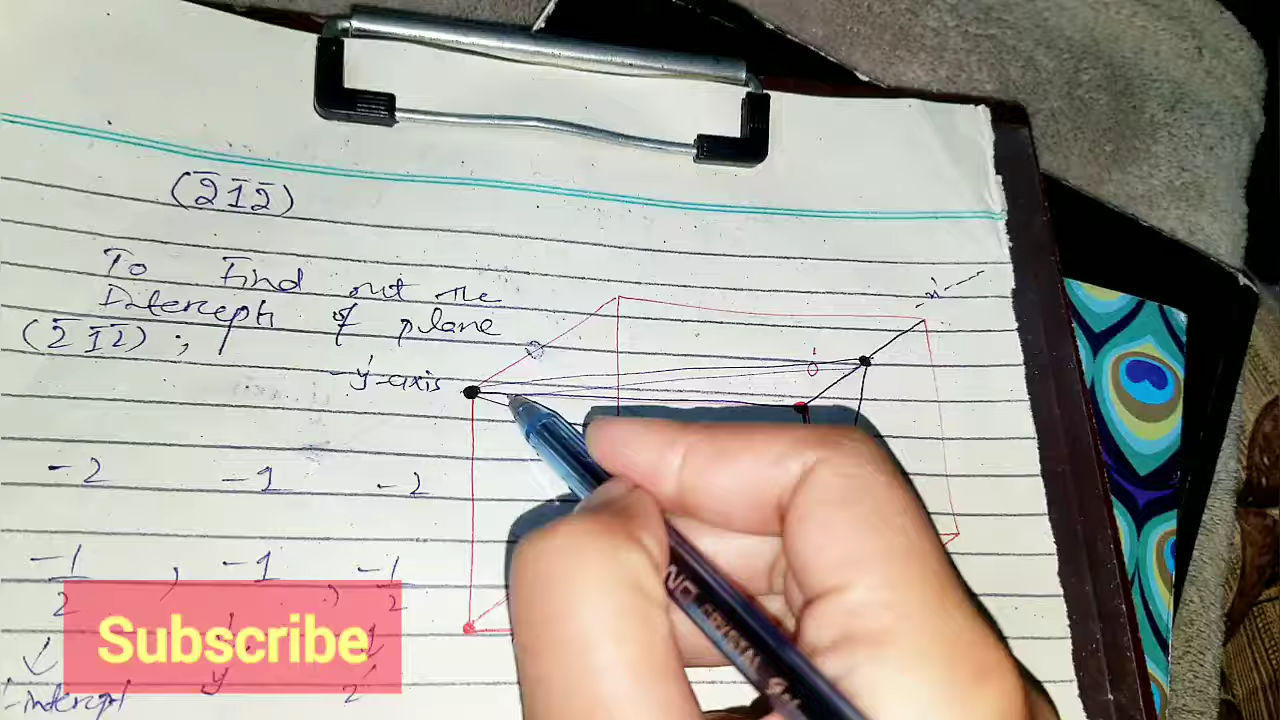 (2̅ 1̅ 2̅)
To Find out the
Intercept of plane
(2̅ 1̅ 2̅) ;
-y'-axis
x'
o'
-2 -1 -2
-1/2 , -1 , -1/2
Subscribe
y' z'
-intercept